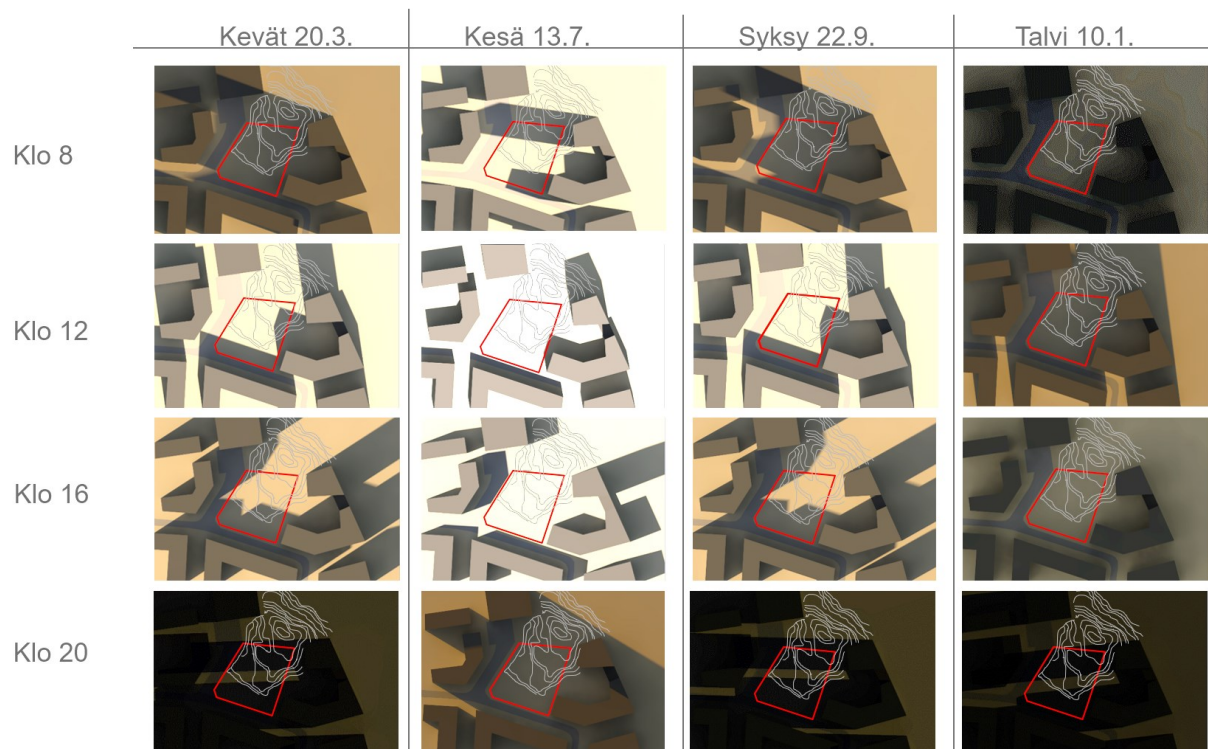 Kevät 20.3. Kesä 13.7. Syksy 22.9. Talvi 10.1.
Klo 8
Klo 12
Klo 16
Klo 20